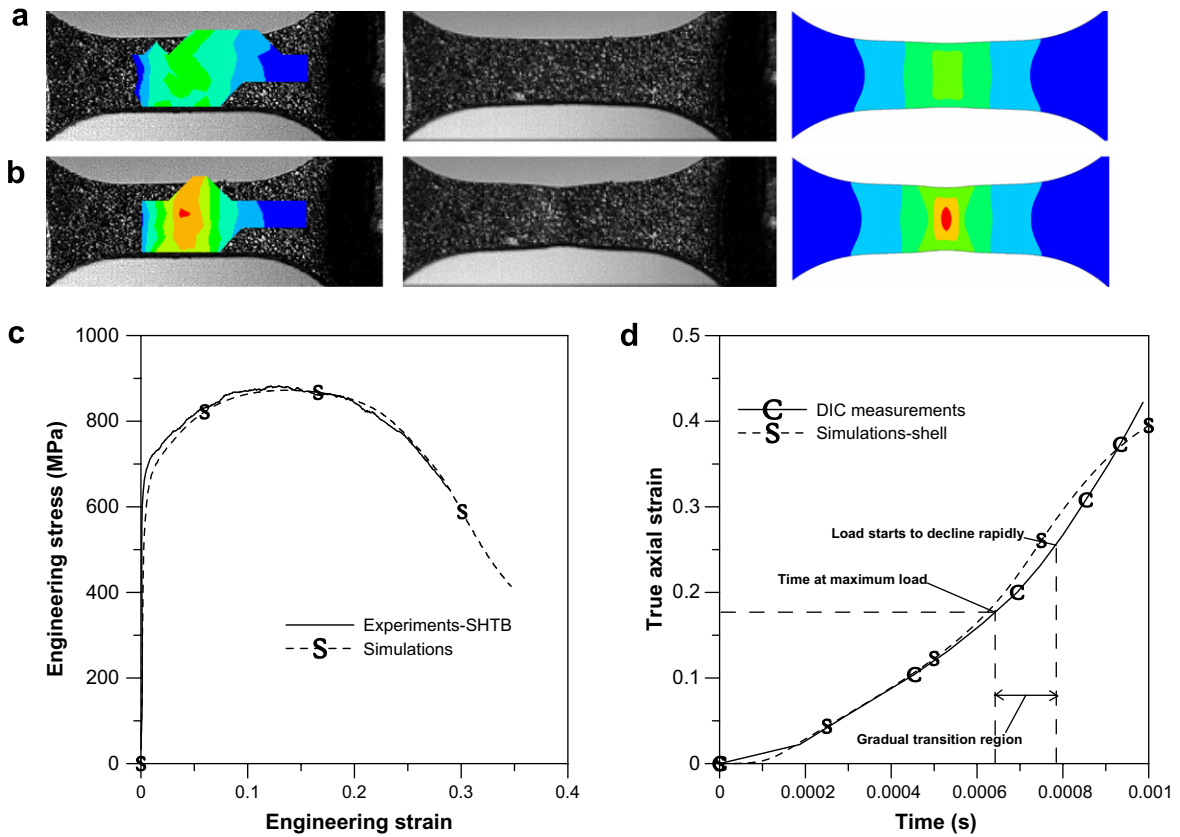 a
b
c
1000
800
600
400
200
0
0
0.1
0.2
0.3
0.4
Engineering stress (MPa)
Engineering strain
S
S
S
S
Experiments-SHTB
S Simulations
d
0.5
0.4
0.3
0.2
0.1
0
0
0.0002
0.0004
0.0006
0.0008
0.001
True axial strain
Time (s)
C DIC measurements
S Simulations-shell
Load starts to decline rapidly
Time at maximum load
Gradual transition region
S
C
S
C
S
C
S
C
C
S